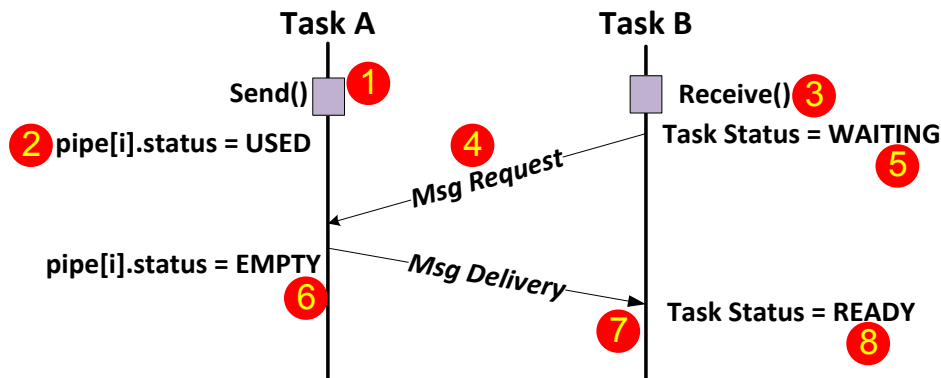 Task A Task B
Send() 1 Receive() 3
2 pipe[i].status = USED 4 Task Status = WAITING
5
Msg Request
pipe[i].status = EMPTY Msg Delivery
6 7 Task Status = READY
8